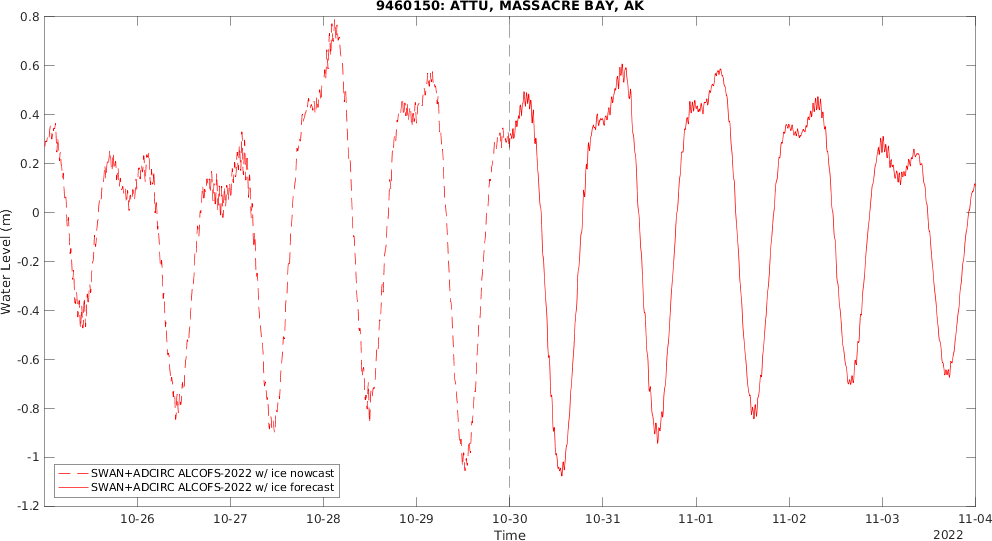 9460150: ATTU, MASSACRE BAY, AK
Water Level (m)
0.8
0.6
0.4
0.2
0
-0.2
-0.4
-0.6
-0.8
-1
-1.2
SWAN+ADCIRC ALCOFS-2022 w/ ice nowcast
SWAN+ADCIRC ALCOFS-2022 w/ ice forecast
10-26 10-27 10-28 10-29 10-30 10-31 11-01 11-02 11-03 11-04
Time
2022